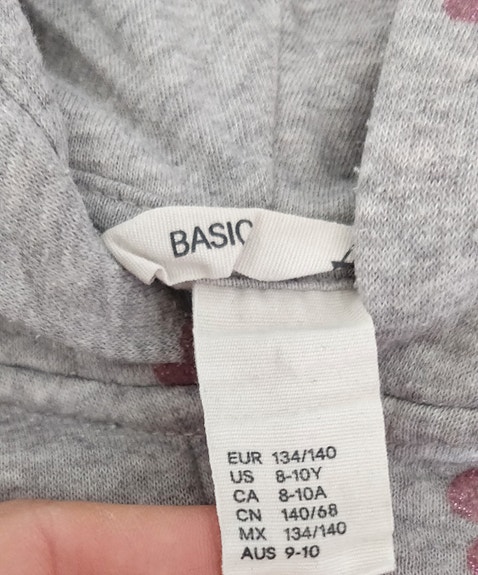 BASIC
EUR 134/140
US 8-10Y
CA 8-10A
CN 140/68
MX 134/140
AUS 9-10